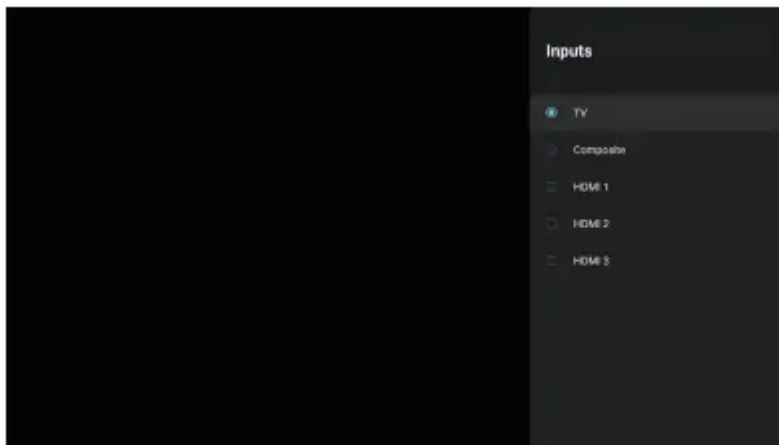 Inputs
TV
Composite
HDMI 1
HDMI 2
HDMI 3